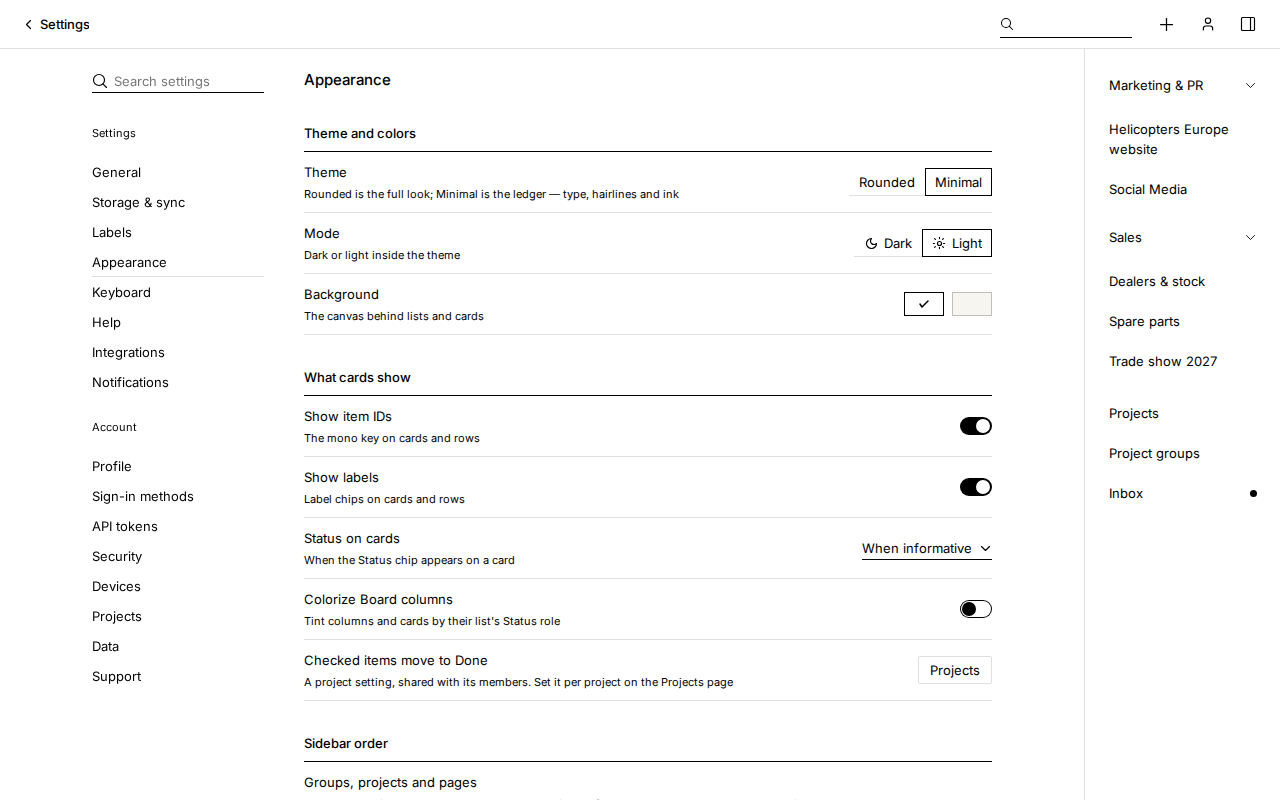 Settings
Search settings
Settings
General
Storage & sync
Labels
Appearance
Keyboard
Help
Integrations
Notifications
Account
Profile
Sign-in methods
API tokens
Security
Devices
Projects
Data
Support
Appearance
Theme and colors
Theme
Rounded is the full look; Minimal is the ledger — type, hairlines and ink
Rounded Minimal
Mode
Dark or light inside the theme
Dark Light
Background
The canvas behind lists and cards
What cards show
Show item IDs
The mono key on cards and rows
Show labels
Label chips on cards and rows
Status on cards
When the Status chip appears on a card
When informative
Colorize Board columns
Tint columns and cards by their list's Status role
Checked items move to Done
A project setting, shared with its members. Set it per project on the Projects page
Projects
Sidebar order
Groups, projects and pages
Marketing & PR
Helicopters Europe
website
Social Media
Sales
Dealers & stock
Spare parts
Trade show 2027
Projects
Project groups
Inbox